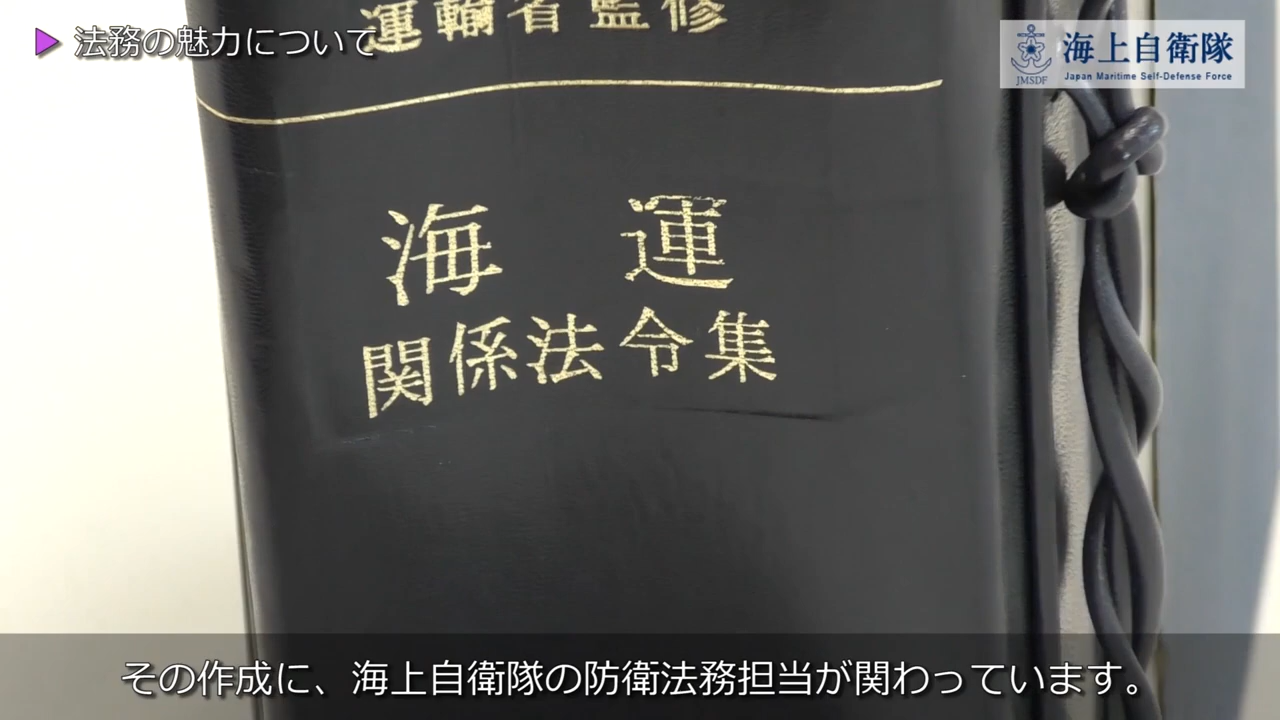 法務の魅力について
運輸省監修
海上自衛隊
JMSDF
Japan Maritime Self-Defense Force
海運
関係法令集
その作成に、海上自衛隊の防衛法務担当が関わっています。